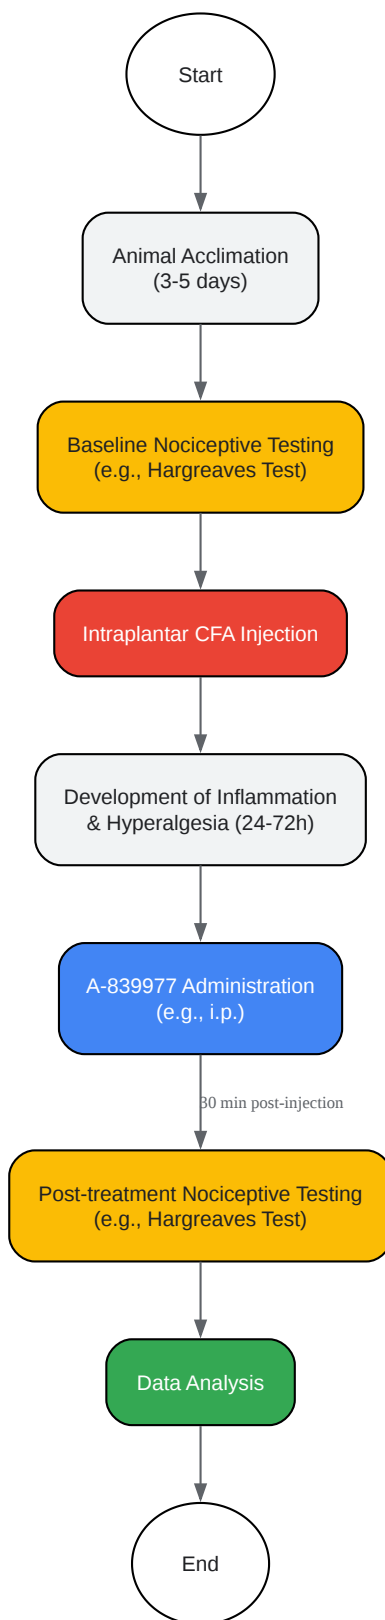 Start
Animal Acclimation
(3-5 days)
Baseline Nociceptive Testing
(e.g., Hargreaves Test)
Intraplantar CFA Injection
Development of Inflammation
& Hyperalgesia (24-72h)
A-839977 Administration
(e.g., i.p.)
30 min post-injection
Post-treatment Nociceptive Testing
(e.g., Hargreaves Test)
Data Analysis
End